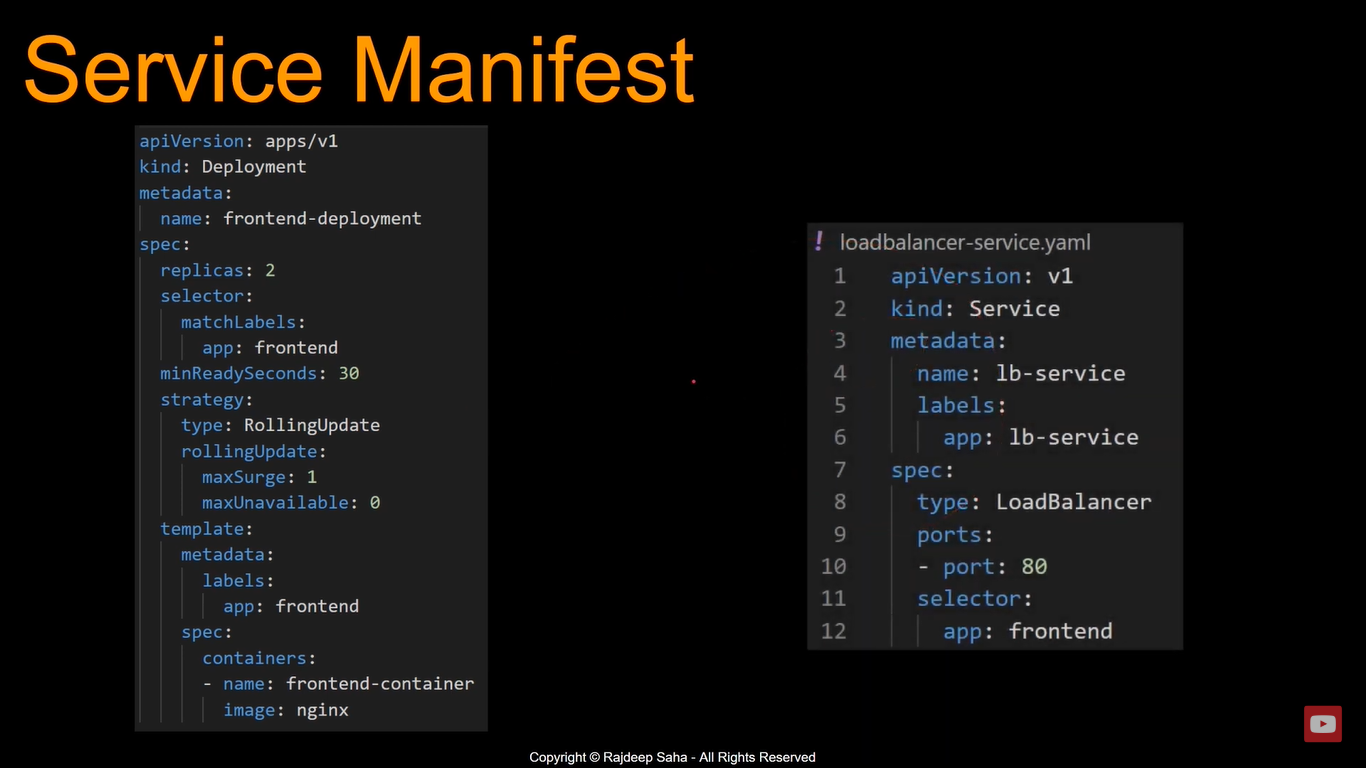 Service Manifest
apiVersion: apps/v1
kind: Deployment
metadata:
  name: frontend-deployment
spec:
  replicas: 2
  selector:
    matchLabels:
      app: frontend
  minReadySeconds: 30
  strategy:
    type: RollingUpdate
    rollingUpdate:
      maxSurge: 1
      maxUnavailable: 0
  template:
    metadata:
      labels:
        app: frontend
    spec:
      containers:
      - name: frontend-container
        image: nginx
! loadbalancer-service.yaml
1 apiVersion: v1
2 kind: Service
3 metadata:
4   name: lb-service
5   labels:
6     app: lb-service
7 spec:
8   type: LoadBalancer
9   ports:
10   - port: 80
11   selector:
12     app: frontend
Copyright © Rajdeep Saha - All Rights Reserved